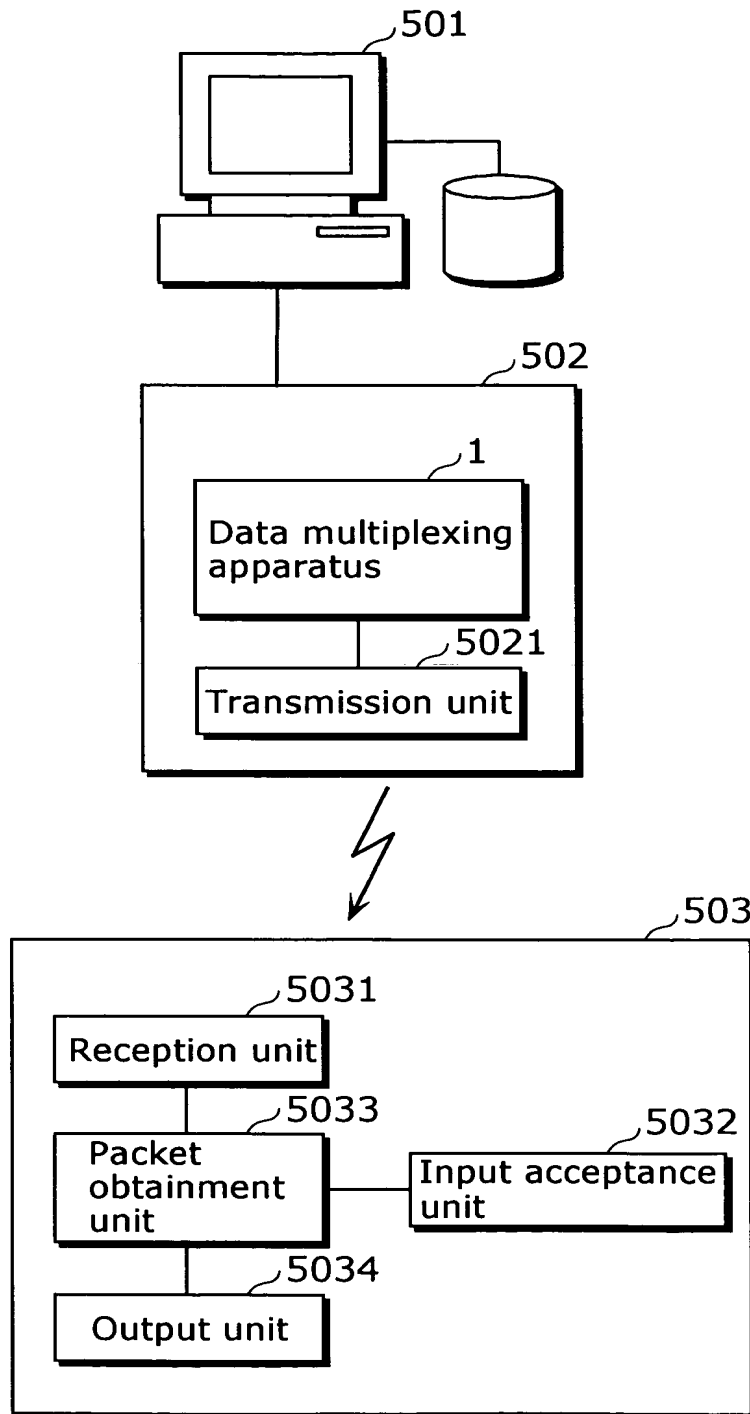 501
502
1
Data multiplexing
apparatus
5021
Transmission unit
503
5031
Reception unit
5033
Packet
obtainment
unit
5032
Input acceptance
unit
5034
Output unit